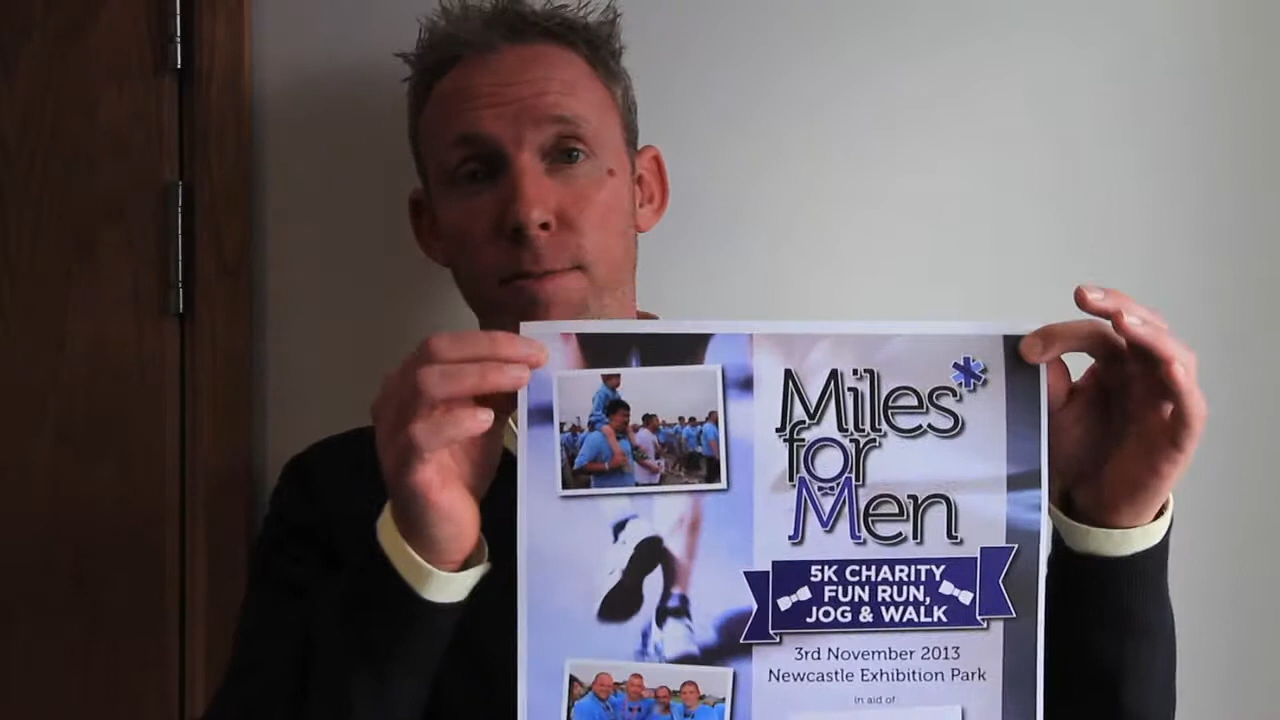 Miles*
for
Men
5K CHARITY
FUN RUN,
JOG & WALK
3rd November 2013
Newcastle Exhibition Park
in aid of